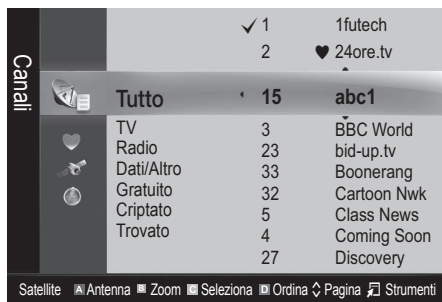 Canali
✓ 1 1futech
2 ♥ 24ore.tv
Tutto 15 abc1
TV 3 BBC World
Radio 23 bid-up.tv
Dati/Altro 33 Boonerang
Gratuito 32 Cartoon Nwk
Criptato 5 Class News
Trovato 4 Coming Soon
27 Discovery
Satellite A Antenna B Zoom C Seleziona D Ordina Pagina Strumenti